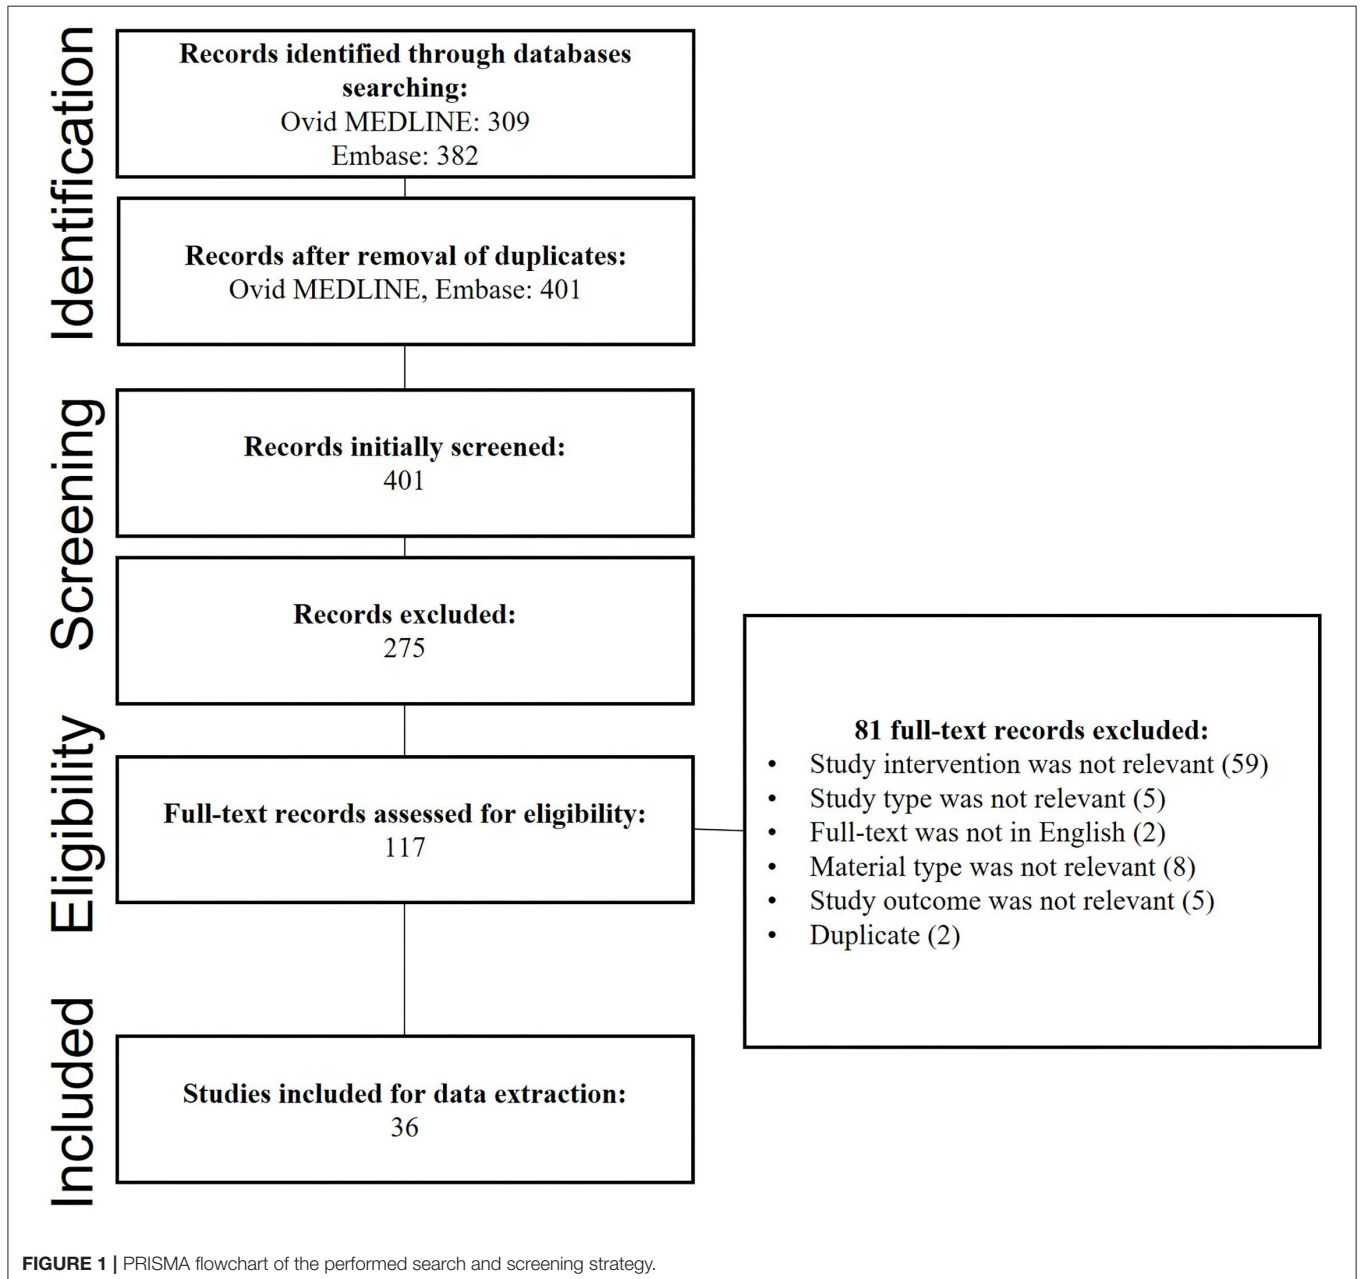 Identification
Records identified through databases
searching:
Ovid MEDLINE: 309
Embase: 382
Records after removal of duplicates:
Ovid MEDLINE, Embase: 401
Screening
Records initially screened:
401
Records excluded:
275
Eligibility
Full-text records assessed for eligibility:
117
81 full-text records excluded:
• Study intervention was not relevant (59)
• Study type was not relevant (5)
• Full-text was not in English (2)
• Material type was not relevant (8)
• Study outcome was not relevant (5)
• Duplicate (2)
Included
Studies included for data extraction:
36
FIGURE 1 | PRISMA flowchart of the performed search and screening strategy.